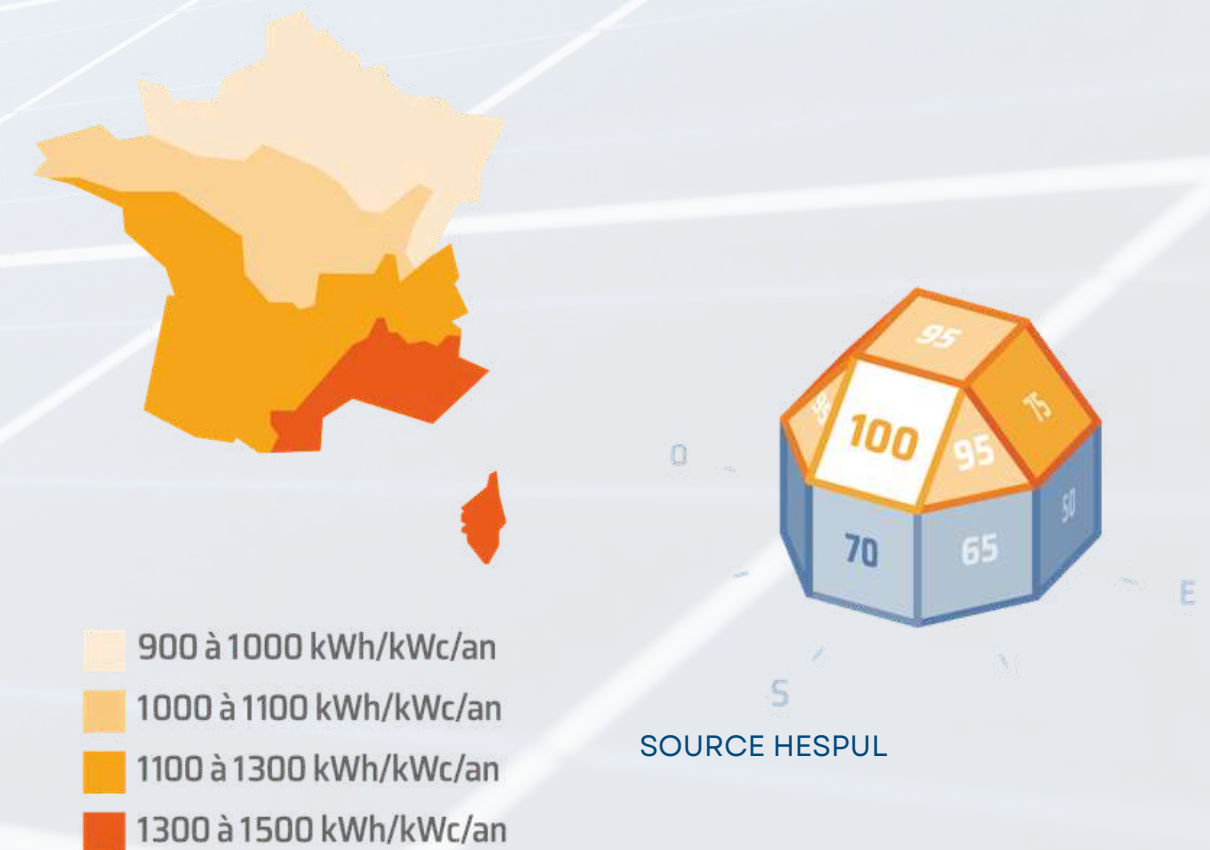 900 à 1000 kWh/kWc/an
1000 à 1100 kWh/kWc/an
1100 à 1300 kWh/kWc/an
1300 à 1500 kWh/kWc/an
95
95
100
95
75
70
65
50
O
E
S
SOURCE HESPUL